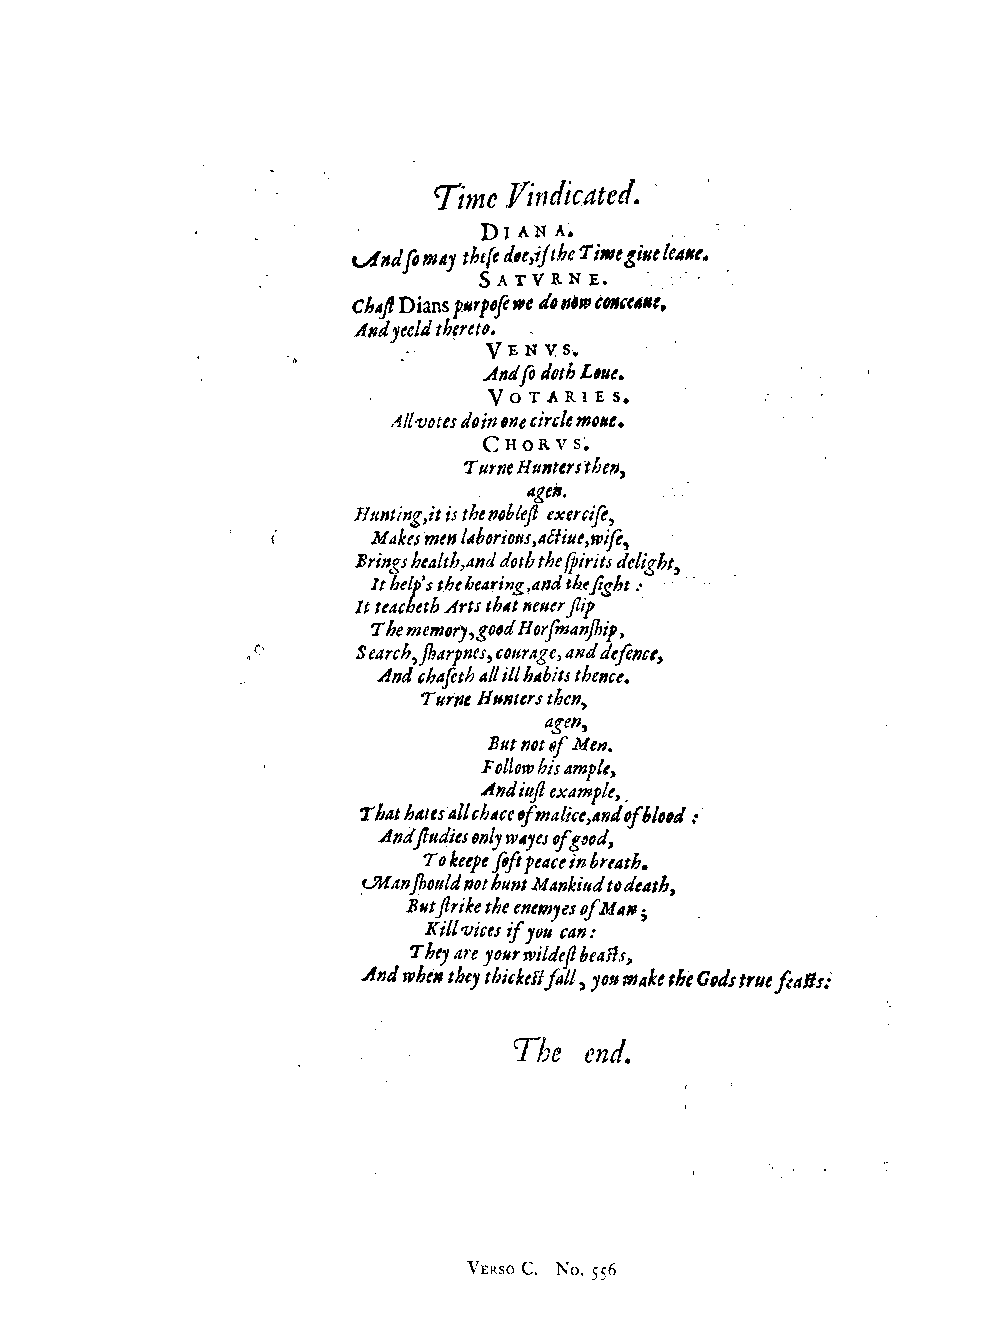 Time Vindicated.
DIANA.
And ſo may theſe doe, if the Time giue leaue.
SATVRNE.
Chaſt Dians purpoſe we do now conceaue,
And yeeld thereto.
VENVS.
And ſo doth Loue.
VOTARIES.
All votes do in one circle moue.
CHORVS.
Turne Hunters then,
agen.
Hunting, it is the nobleſt exerciſe,
Makes men laborious, actiue, wiſe,
Brings health, and doth the ſpirits delight,
It help's the hearing, and the ſight :
It teacheth Arts that neuer ſlip
The memory, good Horſmanſhip,
Search, ſharpnes, courage, and defence,
And chaſeth all ill habits thence.
Turne Hunters then,
agen,
But not of Men.
Follow his ample,
And iuſt example,
That hates all chace of malice, and of blood :
And ſtudies only wayes of good,
To keepe ſoft peace in breath.
Man ſhould not hunt Mankind to death,
But ſtrike the enemyes of Man ;
Kill vices if you can :
They are your wildeſt beaſts,
And when they thickeſt fall, you make the Gods true feaſts:
The end.
VERSO C. No. 556